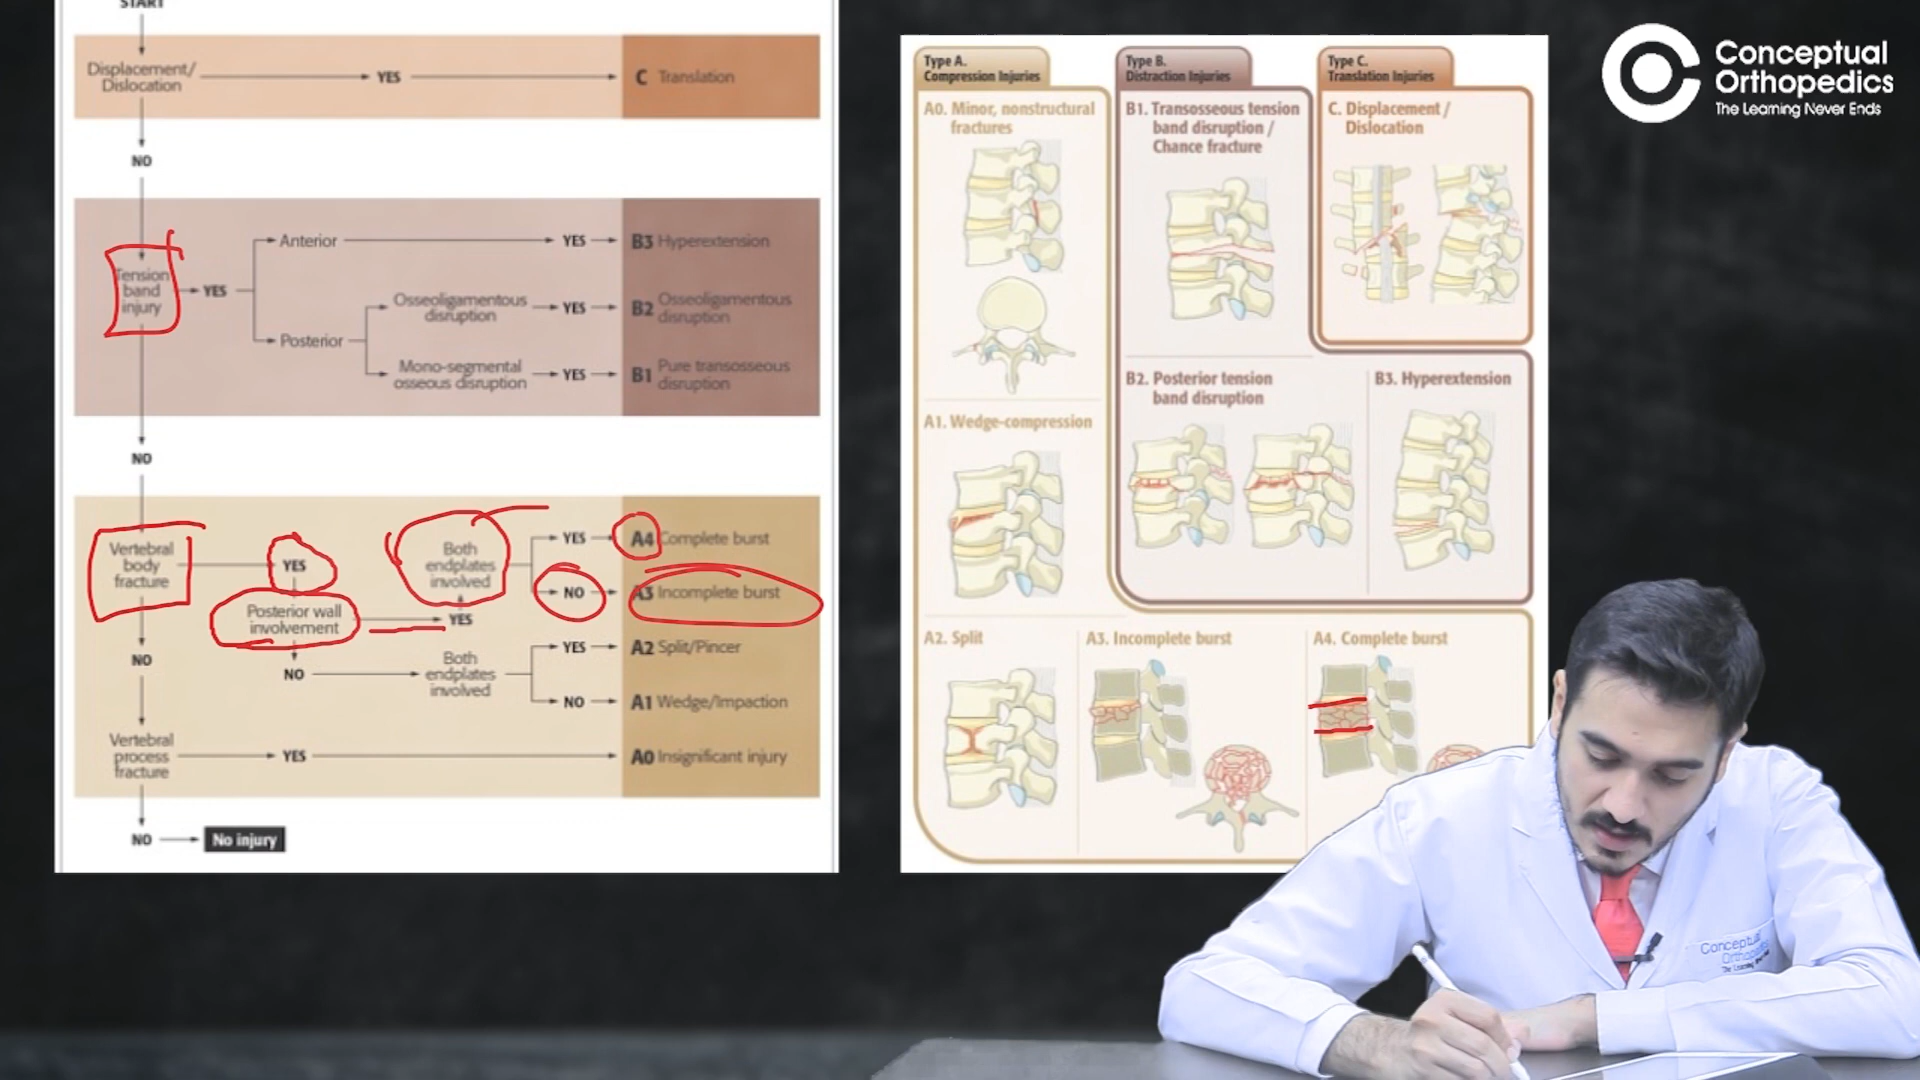 START
Displacement/
Dislocation
YES
C Translation
NO
Tension
band
injury
YES
Anterior
YES
B3 Hyperextension
Posterior
Osseoligamentous
disruption
YES
B2 Osseoligamentous
disruption
Mono-segmental
osseous disruption
YES
B1 Pure transosseous
disruption
NO
Vertebral
body
fracture
YES
Posterior wall
involvement
YES
Both
endplates
involved
YES
A4 Complete burst
NO
A3 Incomplete burst
NO
NO
Both
endplates
involved
YES
A2 Split/Pincer
NO
A1 Wedge/Impaction
Vertebral
process
fracture
YES
A0 Insignificant injury
NO
No injury
Type A.
Compression Injuries
A0. Minor, nonstructural
fractures
A1. Wedge-compression
Type B.
Distraction Injuries
B1. Transosseous tension
band disruption /
Chance fracture
Type C.
Translation Injuries
C. Displacement /
Dislocation
B2. Posterior tension
band disruption
B3. Hyperextension
A2. Split
A3. Incomplete burst
A4. Complete burst
Conceptual
Orthopedics
The Learning Never Ends
Conceptual